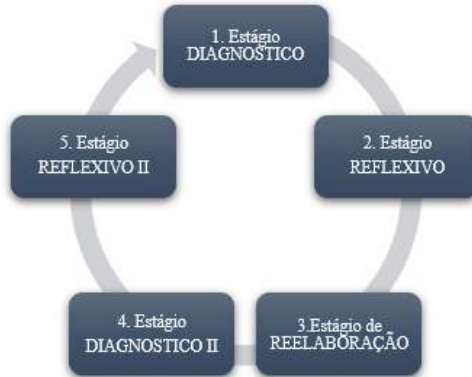 1. Estágio
DIAGNOSTICO
2. Estágio
REFLEXIVO
3.Estágio de
REELABORAÇÃO
4. Estágio
DIAGNOSTICO II
5. Estágio
REFLEXIVO II